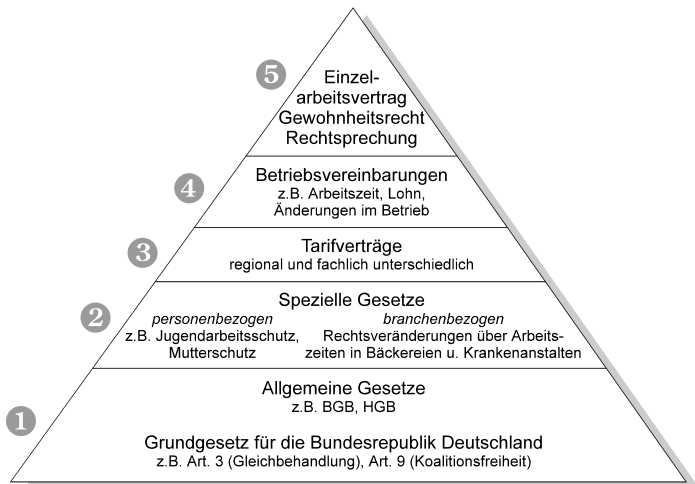 5
Einzel-
arbeitsvertrag
Gewohnheitsrecht
Rechtsprechung
4
Betriebsvereinbarungen
z.B. Arbeitszeit, Lohn,
Änderungen im Betrieb
3
Tarifverträge
regional und fachlich unterschiedlich
2
Spezielle Gesetze
personenbezogen
z.B. Jugendarbeitsschutz,
Mutterschutz
branchenbezogen
Rechtsveränderungen über Arbeits-
zeiten in Bäckereien u. Krankenanstalten
1
Allgemeine Gesetze
z.B. BGB, HGB
Grundgesetz für die Bundesrepublik Deutschland
z.B. Art. 3 (Gleichbehandlung), Art. 9 (Koalitionsfreiheit)